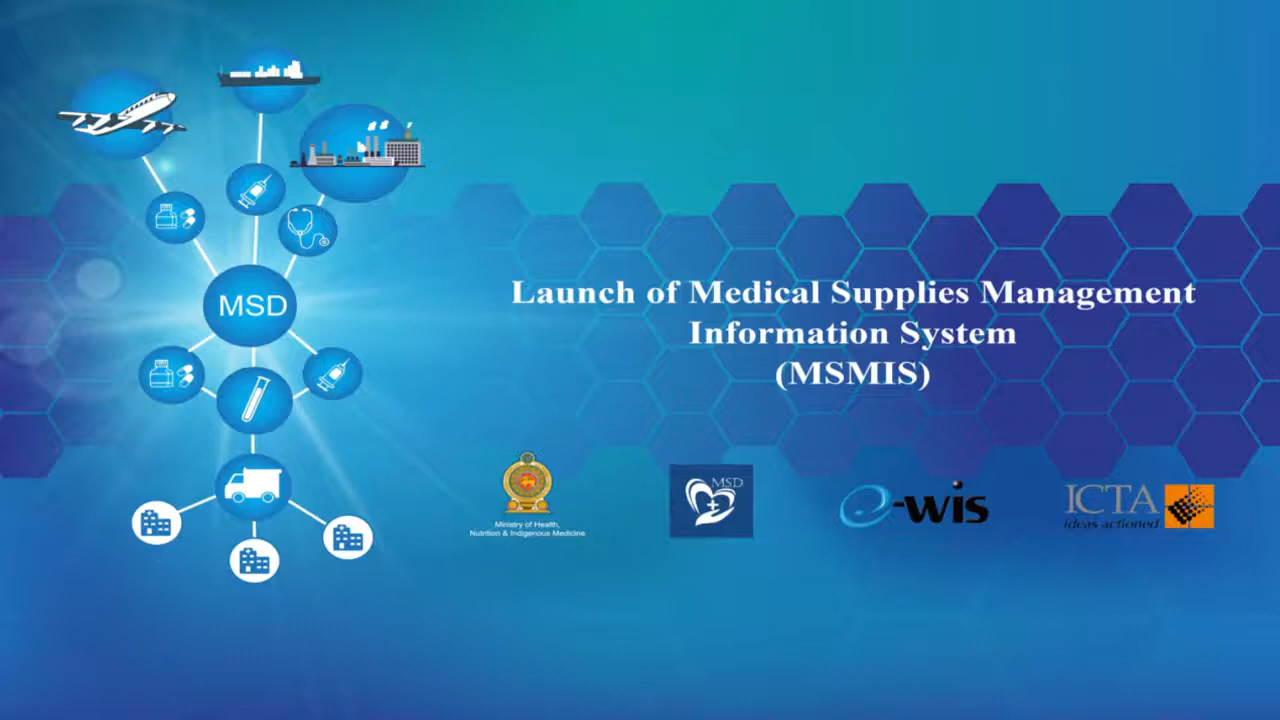 MSD
Launch of Medical Supplies Management
Information System
(MSMIS)
Ministry of Health,
Nutrition & Indigenous Medicine
MSD
e-wis
ICTA
ideas actioned